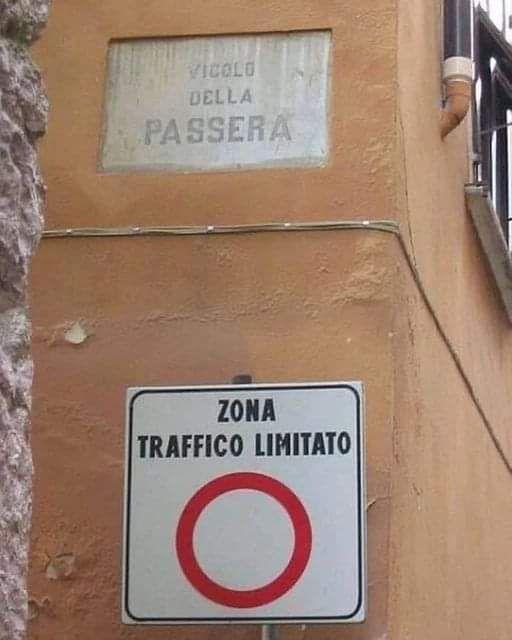 VICOLO
DELLA
PASSERA
ZONA
TRAFFICO LIMITATO